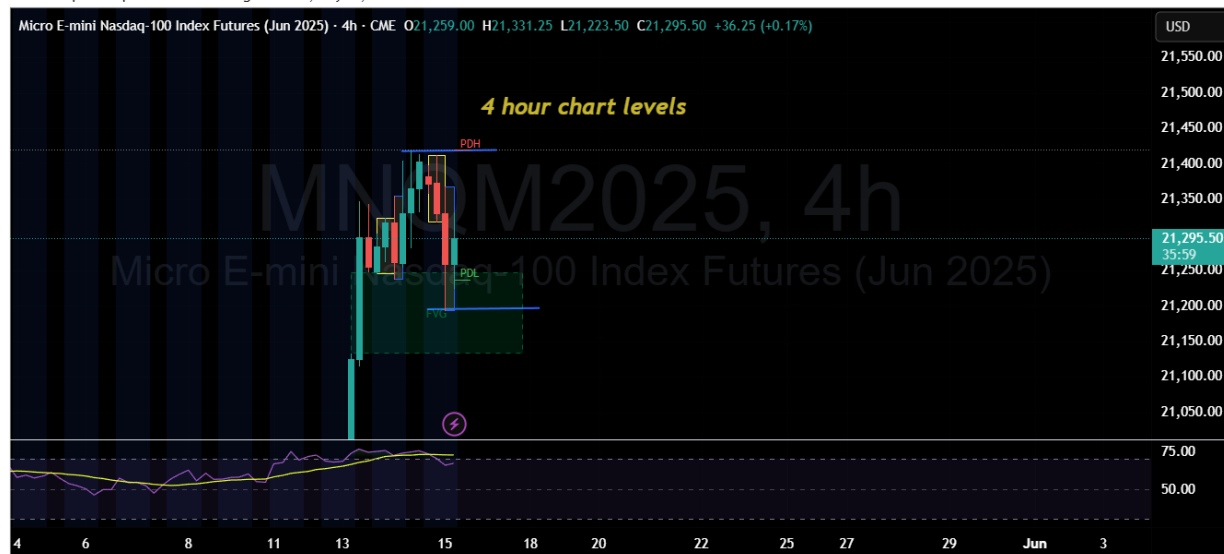 Micro E-mini Nasdaq-100 Index Futures (Jun 2025) · 4h · CME O21,259.00 H21,331.25 L21,223.50 C21,295.50 +36.25 (+0.17%)
USD
21,550.00
4 hour chart levels
21,500.00
21,450.00
PDH
21,400.00
MNQM2025, 4h
21,350.00
21,300.00
21,295.50
35:59
Micro E-mini Nasdaq-100 Index Futures (Jun 2025)
PDL
21,250.00
FVG
21,200.00
21,150.00
21,100.00
21,050.00
75.00
50.00
4 6 8 11 13 15 18 20 22 25 27 29 Jun 3